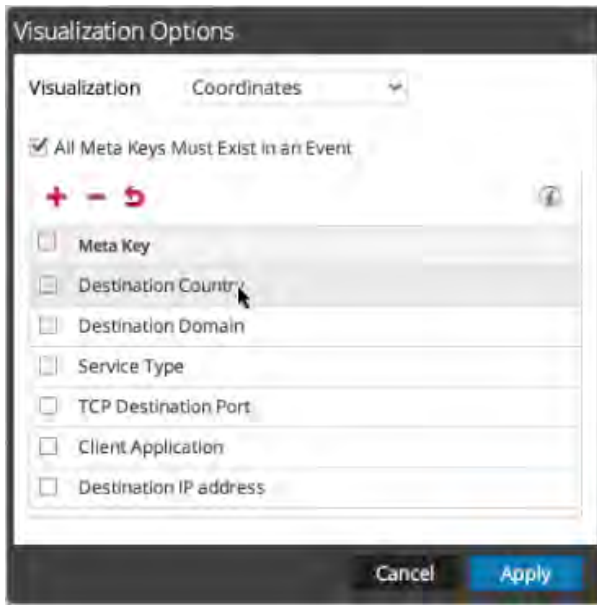 Visualization Options
Visualization Coordinates
All Meta Keys Must Exist in an Event
Meta Key
Destination Country
Destination Domain
Service Type
TCP Destination Port
Client Application
Destination IP address
Cancel Apply